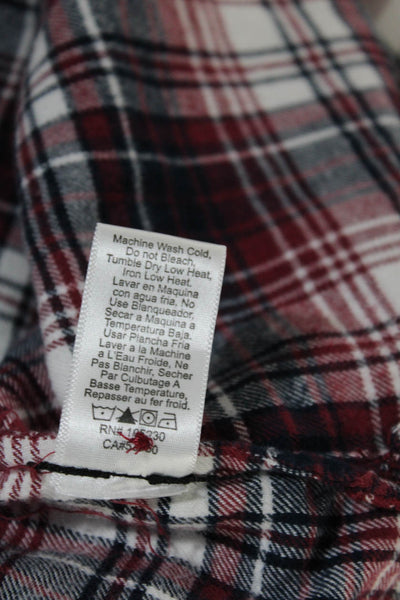 Machine Wash Cold,
Do not Bleach.
Tumble Dry Low Heat,
Iron Low Heat.
Lavar en Maquina
con agua fria. No
Use Blanqueador.
Secar a Maquina a
Temperatura Baja.
Usar Plancha Fria
Laver a la Machine
a L'Eau Froide, Ne
Pas Blanchir, Secher
Par Culbutage A
Basse Temperature,
Repasser au fer froid.
RN#
CA#